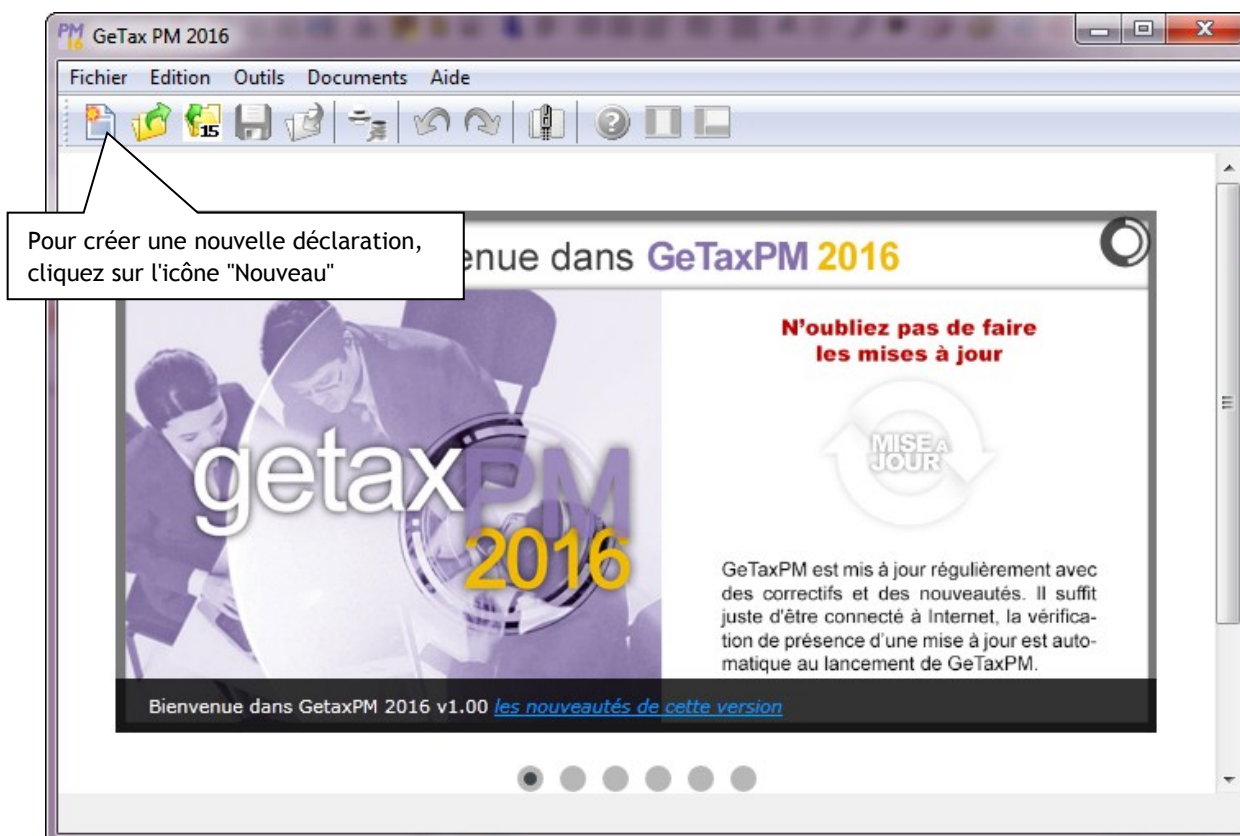 PM
16
GeTax PM 2016
Fichier Edition Outils Documents Aide
15
Pour créer une nouvelle déclaration,
cliquez sur l'icône "Nouveau"
enue dans GeTaxPM 2016
N'oubliez pas de faire
les mises à jour
MISE A
JOUR
getaxPM
2016
GeTaxPM est mis à jour régulièrement avec
des correctifs et des nouveautés. Il suffit
juste d'être connecté à Internet, la vérifica-
tion de présence d'une mise à jour est auto-
matique au lancement de GeTaxPM.
Bienvenue dans GetaxPM 2016 v1.00 les nouveautés de cette version